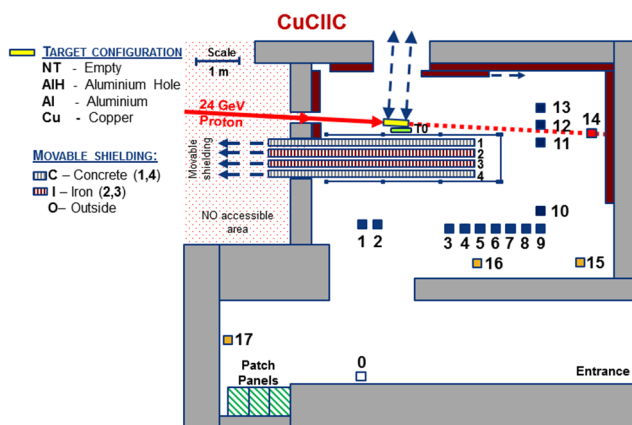 CuCIIC
TARGET CONFIGURATION
NT - Empty
AlH - Aluminium Hole
Al - Aluminium
Cu - Copper
Scale
1 m
24 GeV
Proton
T0
MOVABLE SHIELDING:
C – Concrete (1,4)
I – Iron (2,3)
O– Outside
Movable
shielding
1
2
3
4
NO accessible
area
13
12
14
11
10
1 2
3 4 5 6 7 8 9
16
15
17
0
Patch
Panels
Entrance